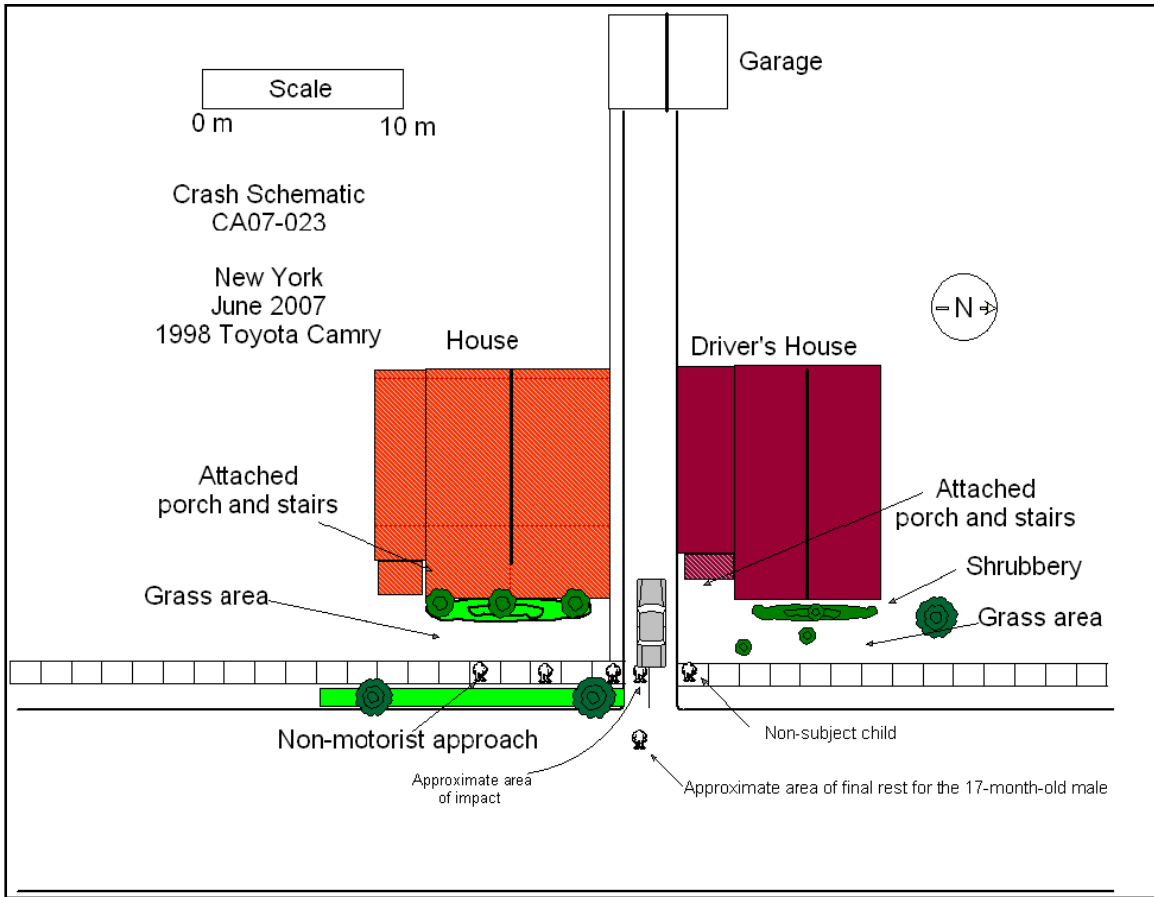 Garage
Scale
0 m 10 m
Crash Schematic
CA07-023
New York
June 2007
1998 Toyota Camry
N
House
Driver's House
Attached
porch and stairs
Attached
porch and stairs
Shrubbery
Grass area
Grass area
Non-motorist approach
Non-subject child
Approximate area
of impact
Approximate area of final rest for the 17-month-old male